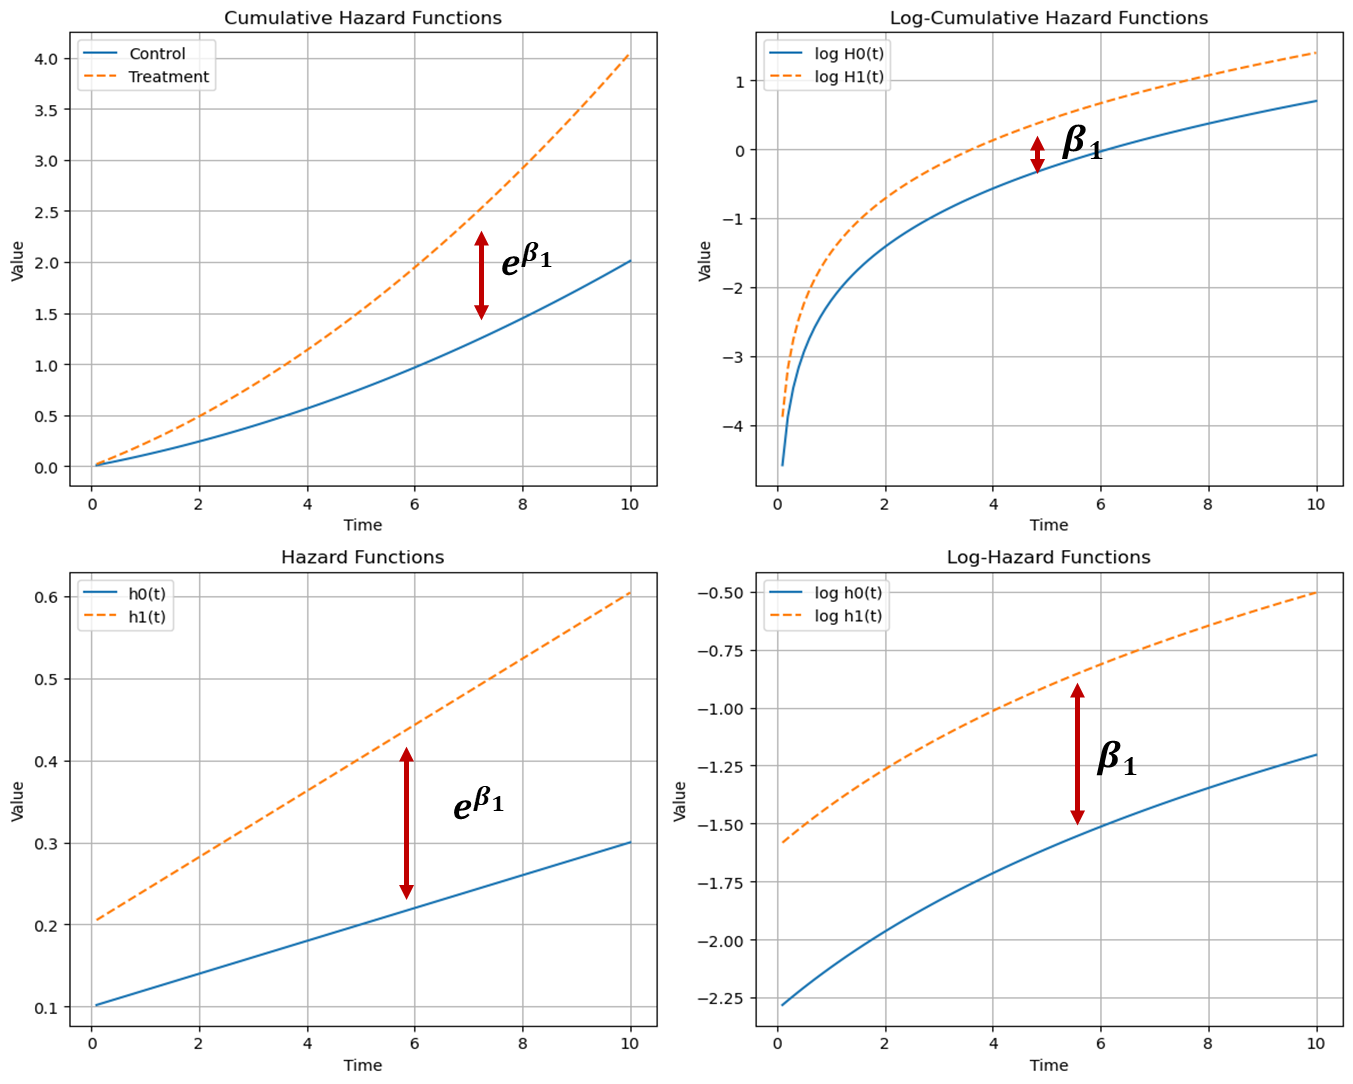 Cumulative Hazard Functions
Control
Treatment
4.0
3.5
3.0
2.5
2.0
1.5
1.0
0.5
0.0
Value
e^{β_1}
0 2 4 6 8 10
Time
Log-Cumulative Hazard Functions
log H0(t)
log H1(t)
1
0
−1
−2
−3
−4
Value
β_1
0 2 4 6 8 10
Time
Hazard Functions
h0(t)
h1(t)
0.6
0.5
0.4
0.3
0.2
0.1
Value
e^{β_1}
0 2 4 6 8 10
Time
Log-Hazard Functions
log h0(t)
log h1(t)
−0.50
−0.75
−1.00
−1.25
−1.50
−1.75
−2.00
−2.25
Value
β_1
0 2 4 6 8 10
Time